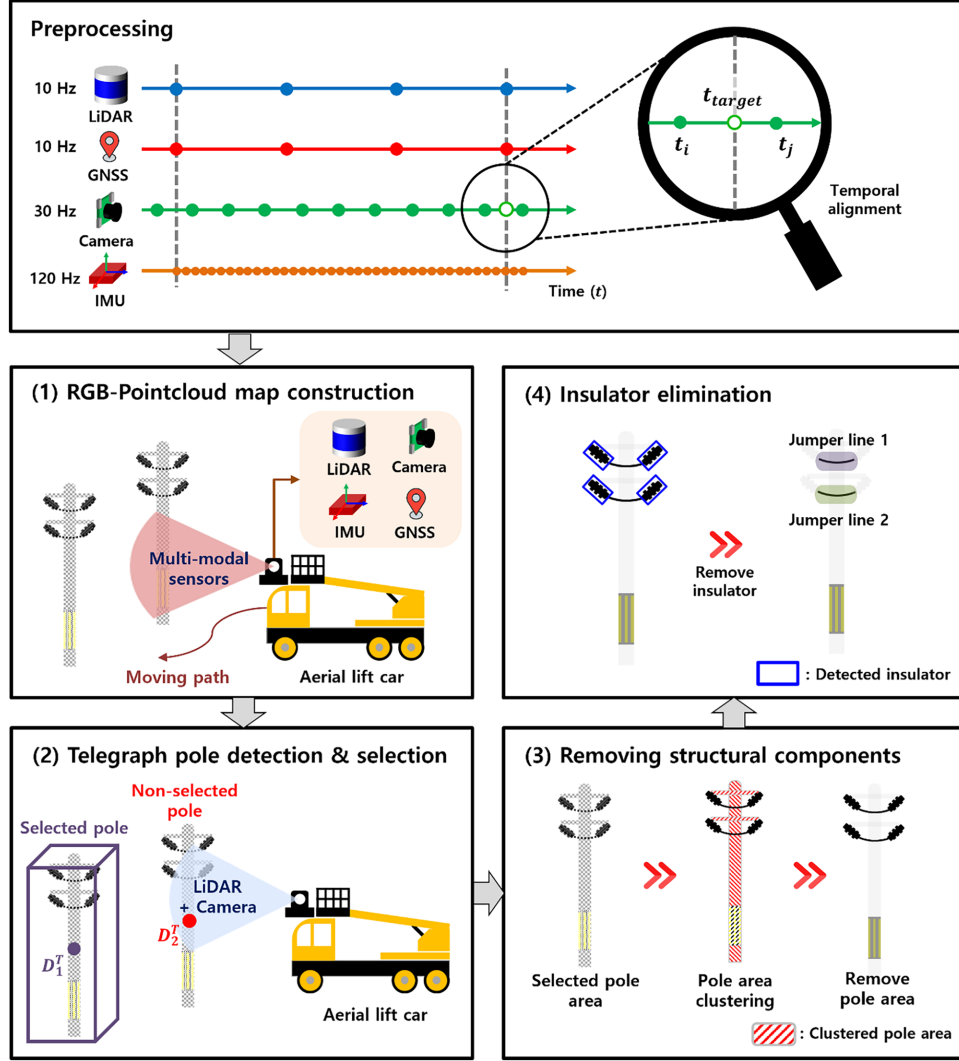 Preprocessing
10 Hz
LiDAR
10 Hz
GNSS
30 Hz
Camera
120 Hz
IMU
Time (t)
t_target
t_i
t_j
Temporal
alignment
(1) RGB-Pointcloud map construction
LiDAR
Camera
IMU
GNSS
Multi-modal
sensors
Moving path
Aerial lift car
(2) Telegraph pole detection & selection
Non-selected
pole
Selected pole
LiDAR
+ Camera
D_1^T
D_2^T
Aerial lift car
(3) Removing structural components
Selected pole
area
Pole area
clustering
Remove
pole area
: Clustered pole area
(4) Insulator elimination
Jumper line 1
Jumper line 2
Remove
insulator
: Detected insulator